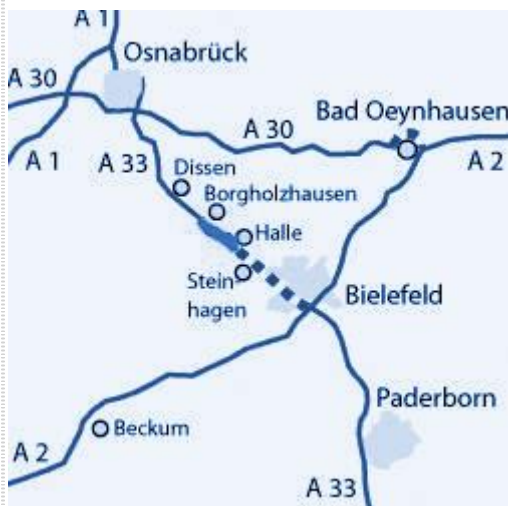 A 1
Osnabrück
A 30
Bad Oeynhausen
A 30
A 1
A 33
A 2
Dissen
Borgholzhausen
Halle
Stein-
hagen
Bielefeld
Paderborn
Beckum
A 2
A 33